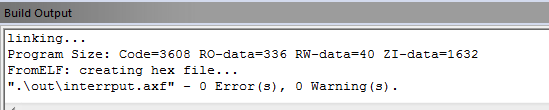 Build Output
linking...
Program Size: Code=3608 RO-data=336 RW-data=40 ZI-data=1632
FromELF: creating hex file...
".\out\interrput.axf" - 0 Error(s), 0 Warning(s).